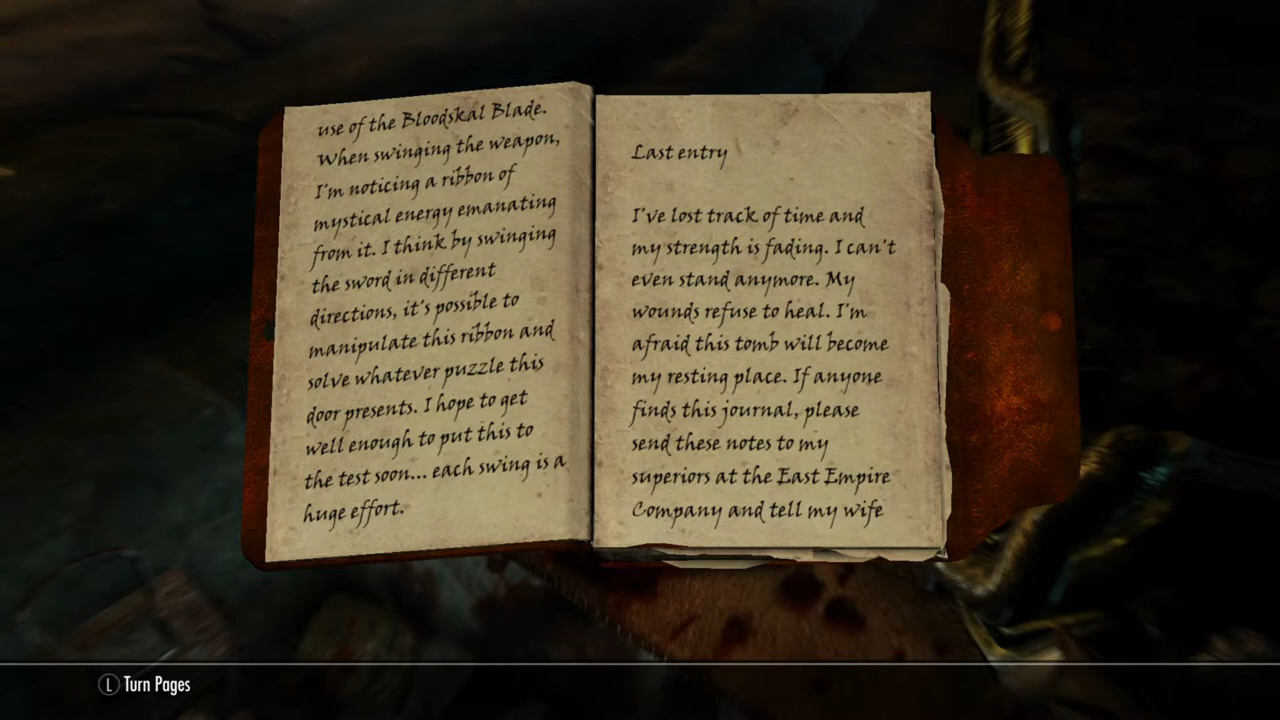 use of the Bloodskal Blade.
When swinging the weapon,
I'm noticing a ribbon of
mystical energy emanating
from it. I think by swinging
the sword in different
directions, it's possible to
manipulate this ribbon and
solve whatever puzzle this
door presents. I hope to get
well enough to put this to
the test soon... each swing is a
huge effort.
Last entry
I've lost track of time and
my strength is fading. I can't
even stand anymore. My
wounds refuse to heal. I'm
afraid this tomb will become
my resting place. If anyone
finds this journal, please
send these notes to my
superiors at the East Empire
Company and tell my wife
L Turn Pages